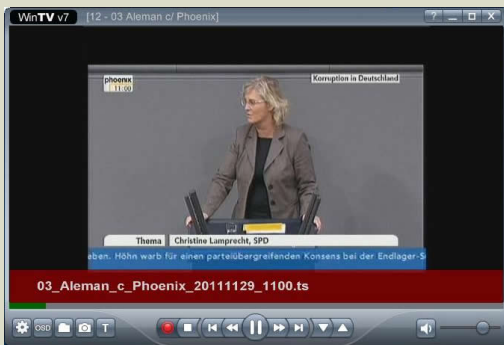 WinTV v7 [12 - 03 Aleman c/ Phoenix]
phoenix
11:00
Korruption in Deutschland
Thema Christine Lamprecht, SPD
eben. Höhn warb für einen parteiübergreifenden Konsens bei der Endlager-S
03_Aleman_c_Phoenix_20111129_1100.ts
OSD T